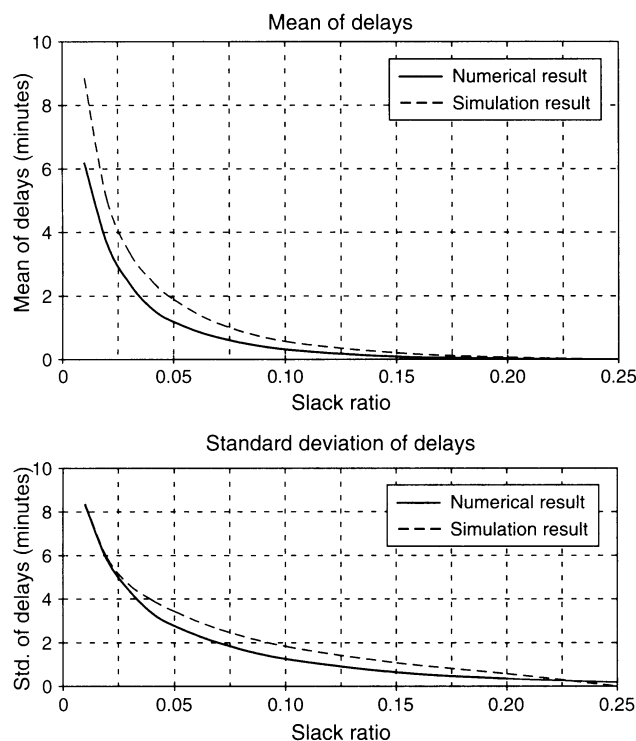 Mean of delays
Mean of delays (minutes)
10
8
6
4
2
0
Numerical result
Simulation result
0 0.05 0.10 0.15 0.20 0.25
Slack ratio
Standard deviation of delays
Std. of delays (minutes)
10
8
6
4
2
0
Numerical result
Simulation result
0 0.05 0.10 0.15 0.20 0.25
Slack ratio